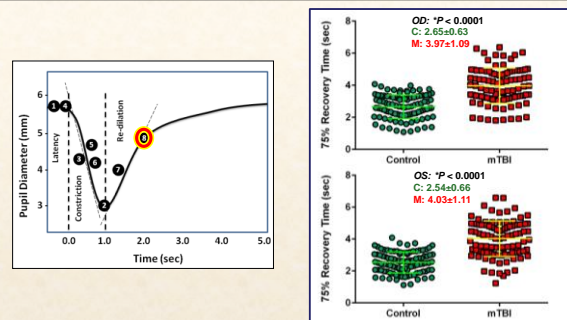 Pupil Diameter (mm)
6
5
4
3
Latency
Constriction
Re-dilation
1
4
5
3
6
2
7
8
0.0 1.0 2.0 3.0 4.0 5.0
Time (sec)
OD: *P < 0.0001
C: 2.65±0.63
M: 3.97±1.09
75% Recovery Time (sec)
8
6
4
2
0
Control mTBI
OS: *P < 0.0001
C: 2.54±0.66
M: 4.03±1.11
75% Recovery Time (sec)
8
6
4
2
0
Control mTBI